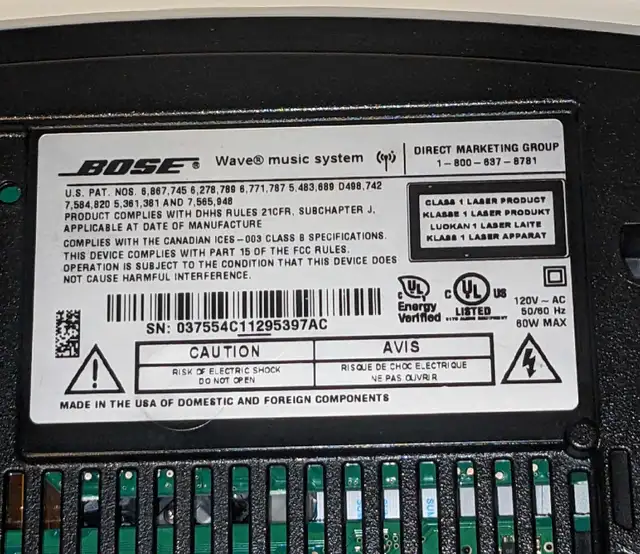 BOSE® Wave® music system
DIRECT MARKETING GROUP
1-800-637-8781
U.S. PAT. NOS. 6,867,745 6,278,789 6,771,787 5,483,689 D498,742
7,584,820 5,361,381 AND 7,565,948
PRODUCT COMPLIES WITH DHHS RULES 21CFR, SUBCHAPTER J,
APPLICABLE AT DATE OF MANUFACTURE
COMPLIES WITH THE CANADIAN ICES-003 CLASS B SPECIFICATIONS.
THIS DEVICE COMPLIES WITH PART 15 OF THE FCC RULES.
OPERATION IS SUBJECT TO THE CONDITION THAT THIS DEVICE DOES
NOT CAUSE HARMFUL INTERFERENCE.
CLASS 1 LASER PRODUCT
KLASSE 1 LASER PRODUKT
LUOKAN 1 LASER LAITE
KLASS 1 LASER APPARAT
C UL
Energy
Verified
C UL US
LISTED
120V ~ AC
50/60 Hz
60W MAX
SN: 037554C11295397AC
CAUTION
RISK OF ELECTRIC SHOCK
DO NOT OPEN
AVIS
RISQUE DE CHOC ELECTRIQUE
NE PAS OUVRIR
MADE IN THE USA OF DOMESTIC AND FOREIGN COMPONENTS